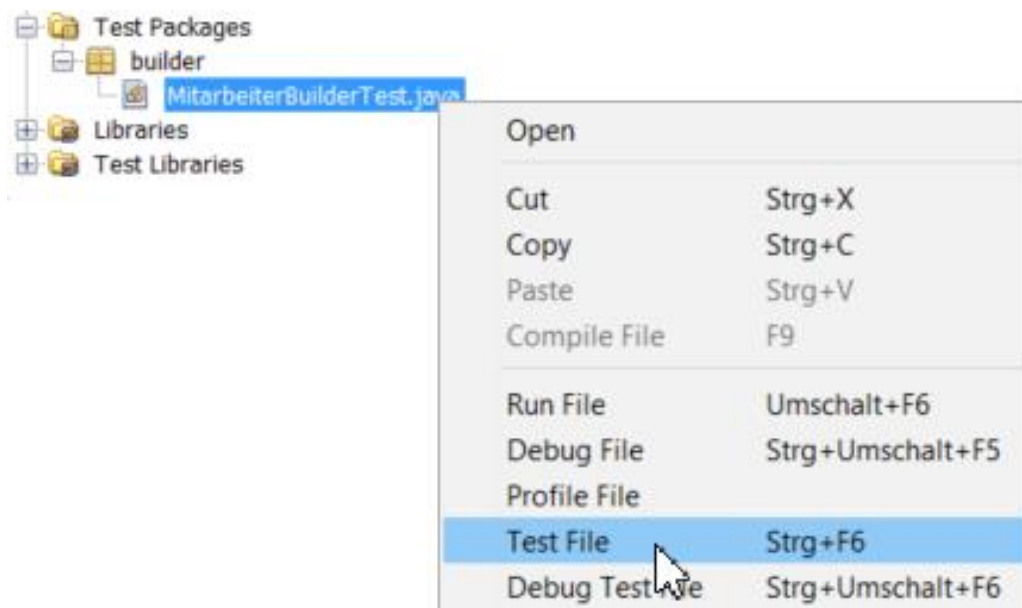 Test Packages
builder
MitarbeiterBuilderTest.java
Libraries
Test Libraries
Open
Cut Strg+X
Copy Strg+C
Paste Strg+V
Compile File F9
Run File Umschalt+F6
Debug File Strg+Umschalt+F5
Profile File
Test File Strg+F6
Debug Test File Strg+Umschalt+F6